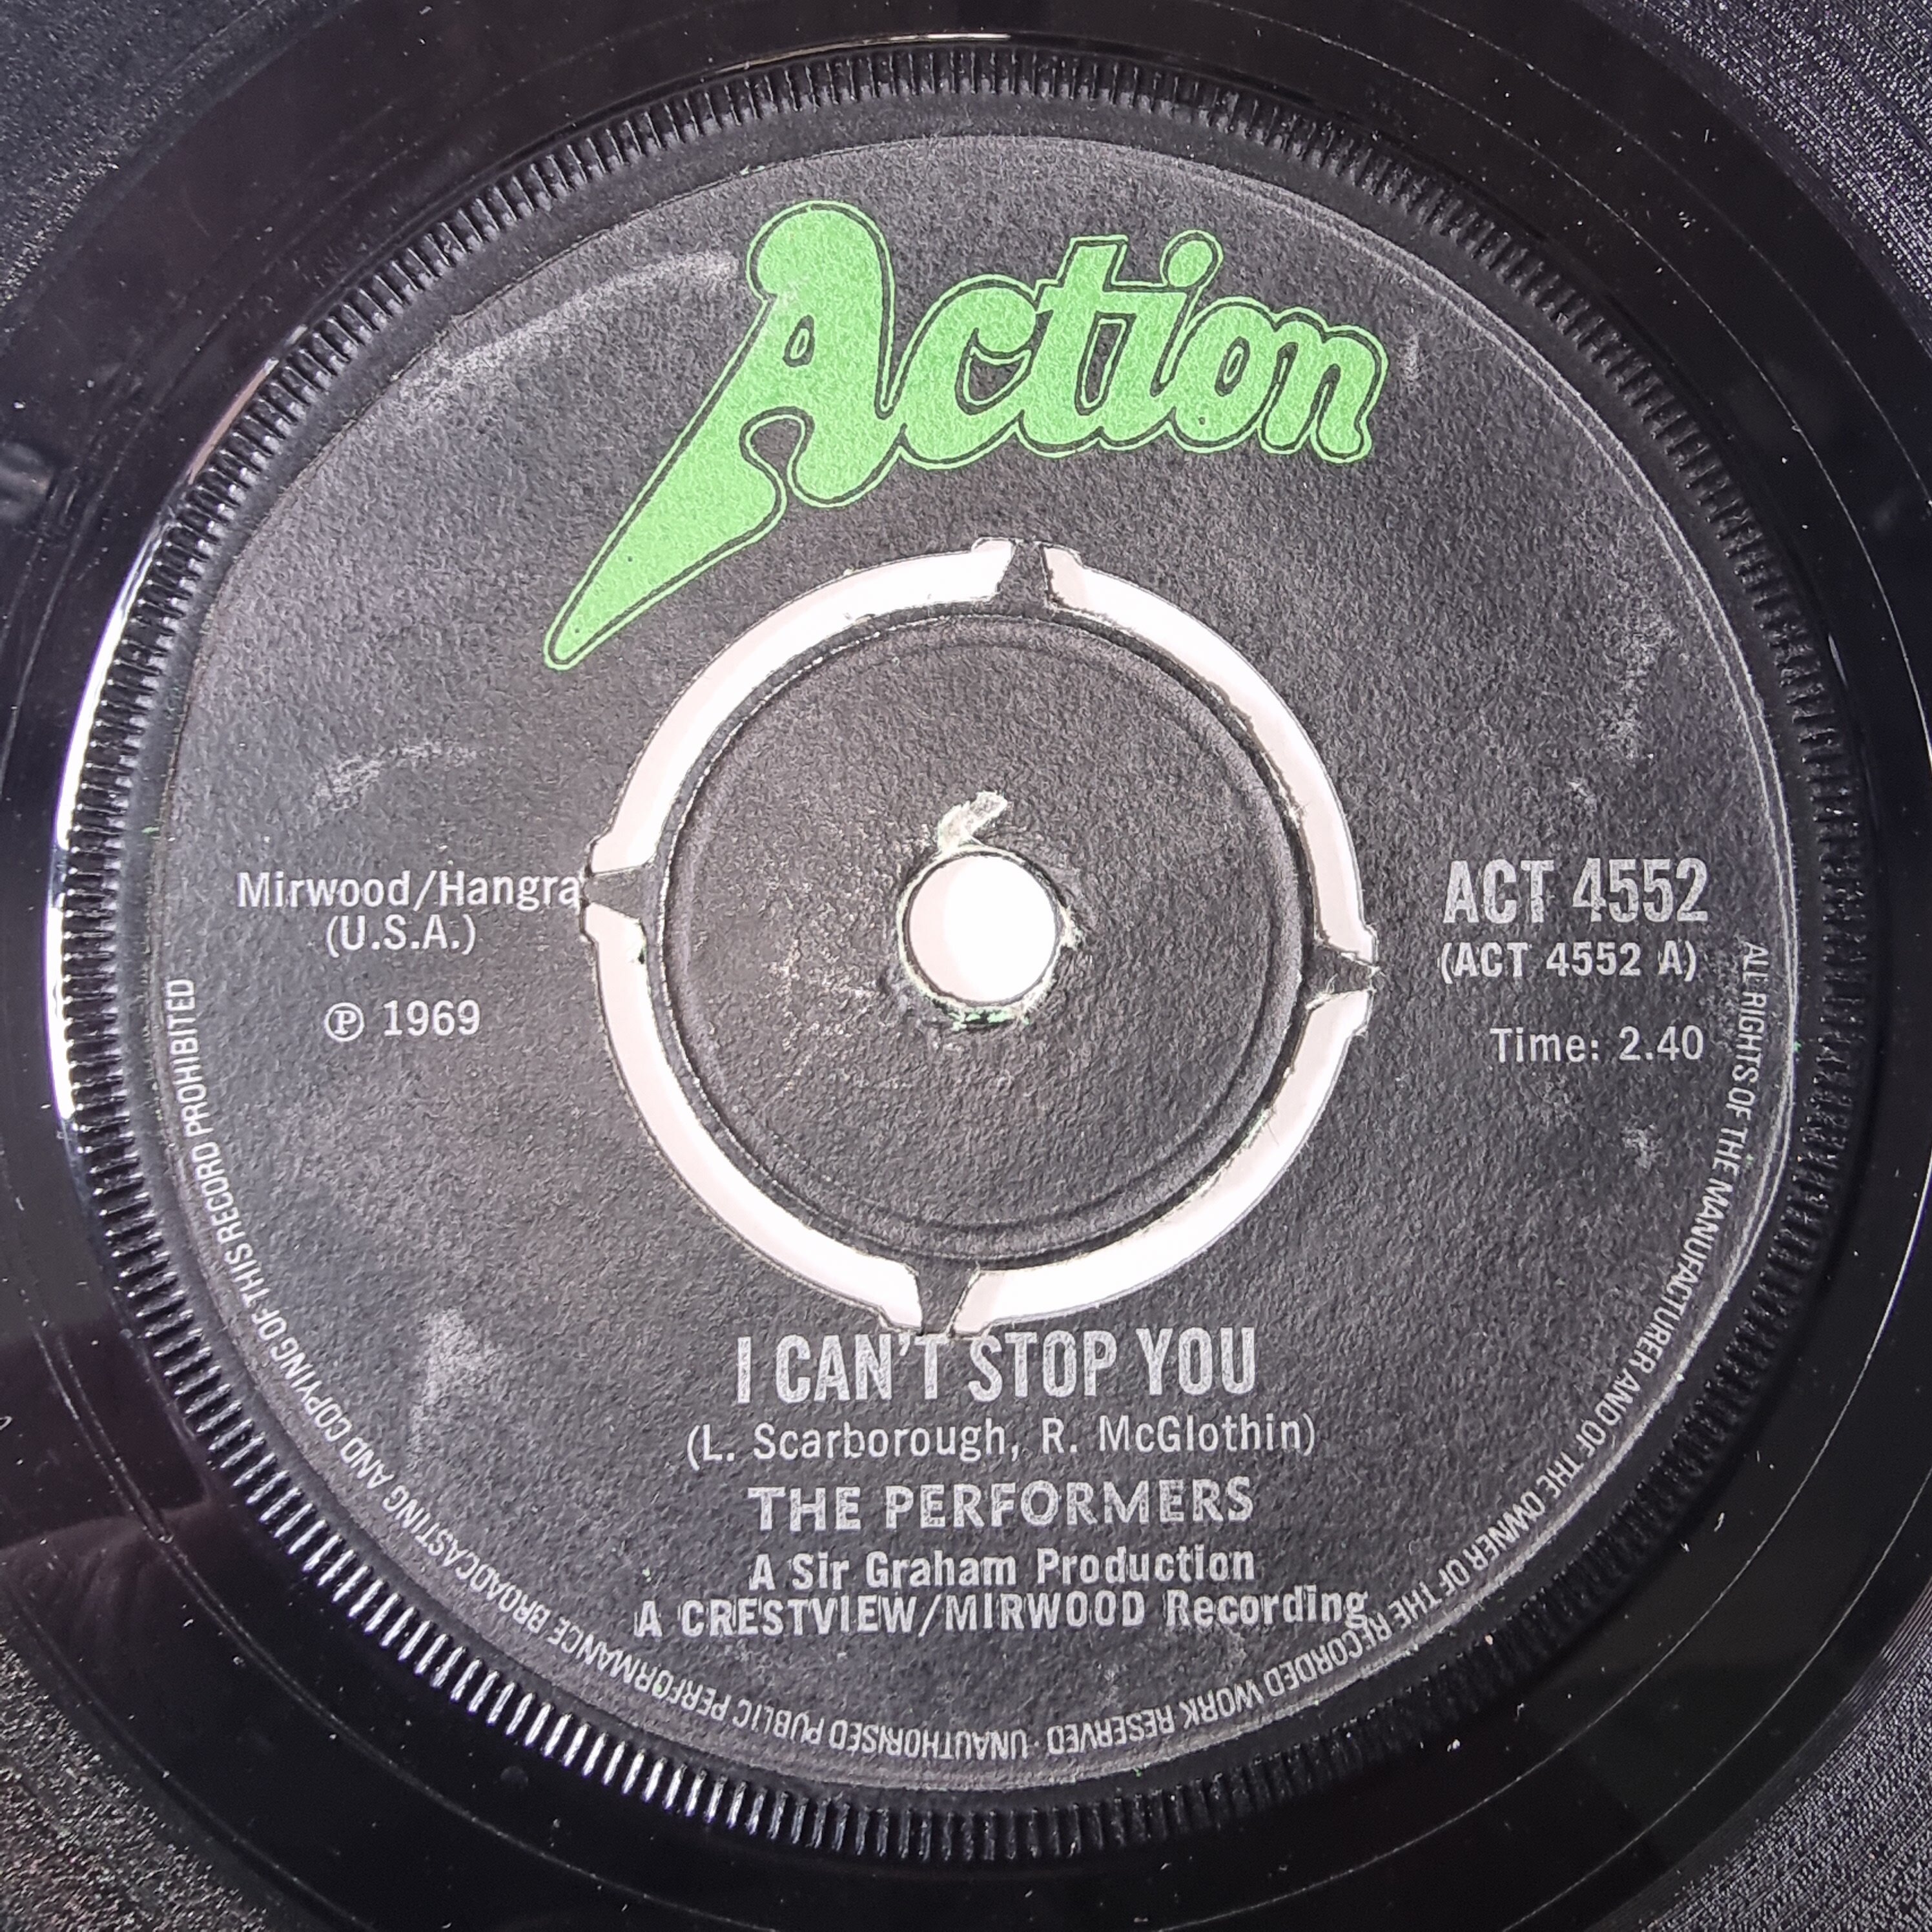 Action
Mirwood/Hangra
(U.S.A.)
℗ 1969
ACT 4552
(ACT 4552 A)
Time: 2.40
I CAN'T STOP YOU
(L. Scarborough, R. McGlothin)
THE PERFORMERS
A Sir Graham Production
A CRESTVIEW/MIRWOOD Recording
ALL RIGHTS OF THE MANUFACTURER AND OF THE OWNER OF THE RECORDED WORK RESERVED · UNAUTHORISED PUBLIC PERFORMANCE BROADCASTING AND COPYING OF THIS RECORD PROHIBITED